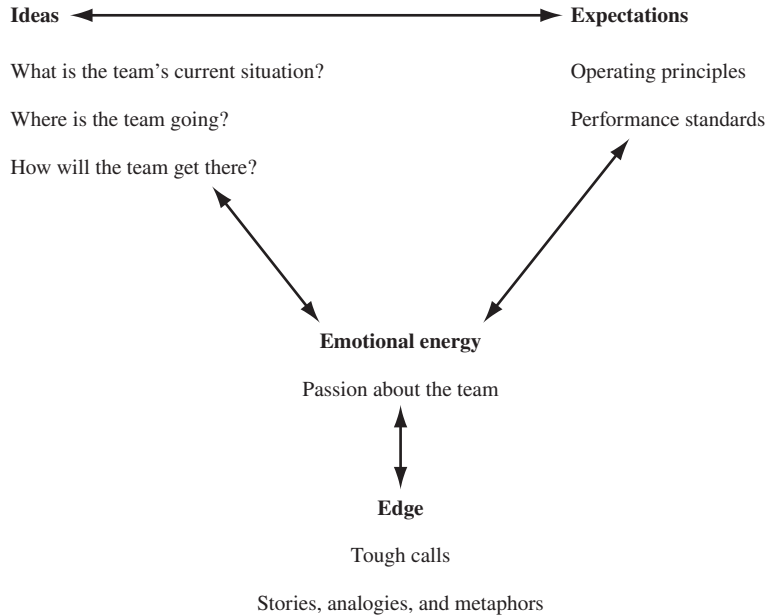 Ideas
Expectations
What is the team’s current situation?
Operating principles
Where is the team going?
Performance standards
How will the team get there?
Emotional energy
Passion about the team
Edge
Tough calls
Stories, analogies, and metaphors